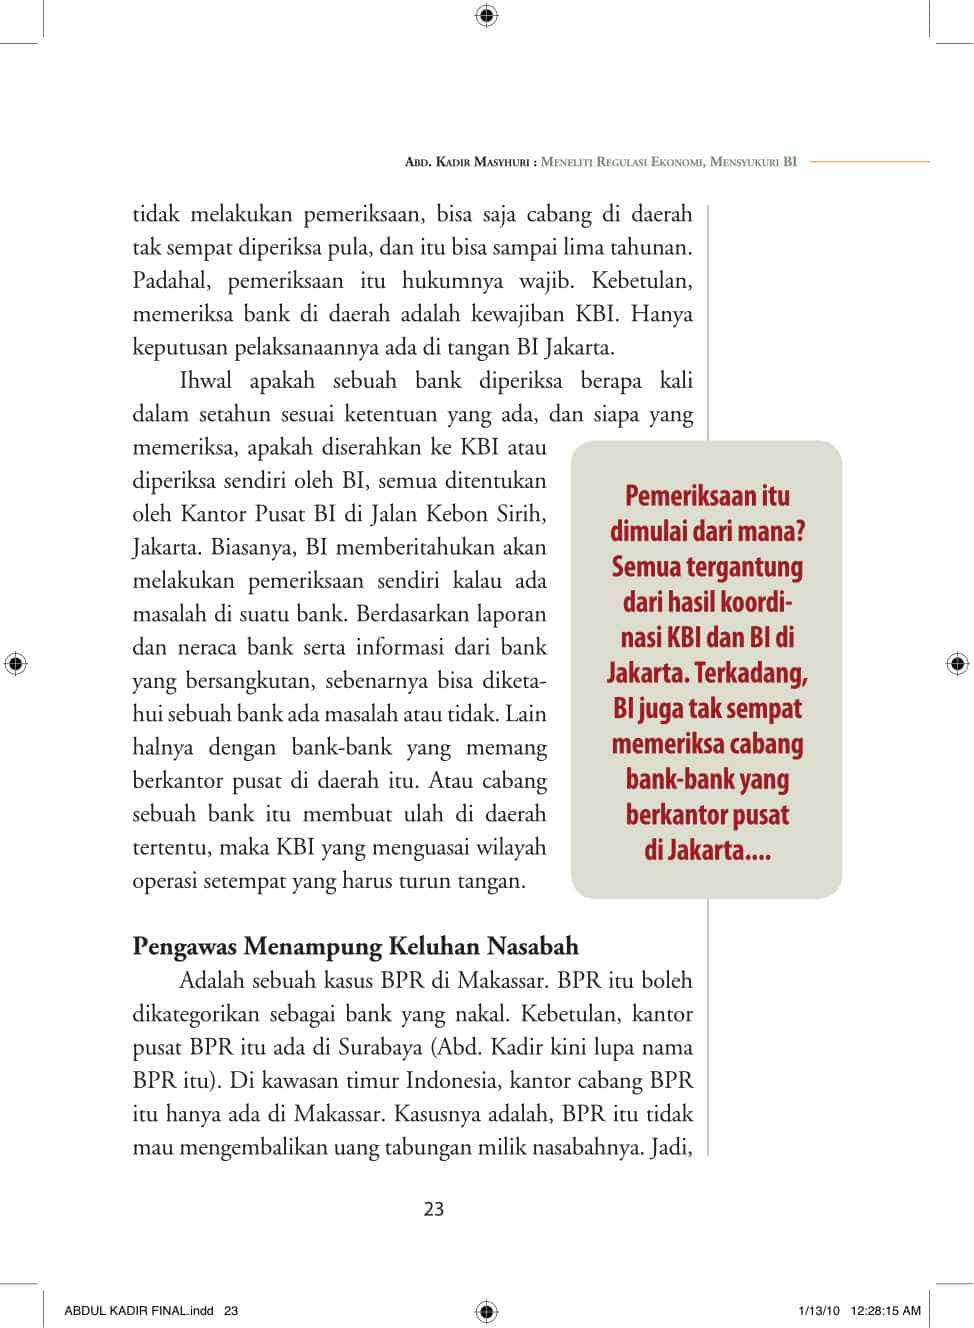 Abd. Kadir Masyhuri : Meneliti Regulasi Ekonomi, Mensyukuri BI
tidak melakukan pemeriksaan, bisa saja cabang di daerah
tak sempat diperiksa pula, dan itu bisa sampai lima tahunan.
Padahal, pemeriksaan itu hukumnya wajib. Kebetulan,
memeriksa bank di daerah adalah kewajiban KBI. Hanya
keputusan pelaksanaannya ada di tangan BI Jakarta.
Ihwal apakah sebuah bank diperiksa berapa kali
dalam setahun sesuai ketentuan yang ada, dan siapa yang
memeriksa, apakah diserahkan ke KBI atau
diperiksa sendiri oleh BI, semua ditentukan
oleh Kantor Pusat BI di Jalan Kebon Sirih,
Jakarta. Biasanya, BI memberitahukan akan
melakukan pemeriksaan sendiri kalau ada
masalah di suatu bank. Berdasarkan laporan
dan neraca bank serta informasi dari bank
yang bersangkutan, sebenarnya bisa diketa-
hui sebuah bank ada masalah atau tidak. Lain
halnya dengan bank-bank yang memang
berkantor pusat di daerah itu. Atau cabang
sebuah bank itu membuat ulah di daerah
tertentu, maka KBI yang menguasai wilayah
operasi setempat yang harus turun tangan.
Pemeriksaan itu
dimulai dari mana?
Semua tergantung
dari hasil koordi-
nasi KBI dan BI di
Jakarta. Terkadang,
BI juga tak sempat
memeriksa cabang
bank-bank yang
berkantor pusat
di Jakarta....
Pengawas Menampung Keluhan Nasabah
Adalah sebuah kasus BPR di Makassar. BPR itu boleh
dikategorikan sebagai bank yang nakal. Kebetulan, kantor
pusat BPR itu ada di Surabaya (Abd. Kadir kini lupa nama
BPR itu). Di kawasan timur Indonesia, kantor cabang BPR
itu hanya ada di Makassar. Kasusnya adalah, BPR itu tidak
mau mengembalikan uang tabungan milik nasabahnya. Jadi,
23
ABDUL KADIR FINAL.indd 23
1/13/10 12:28:15 AM